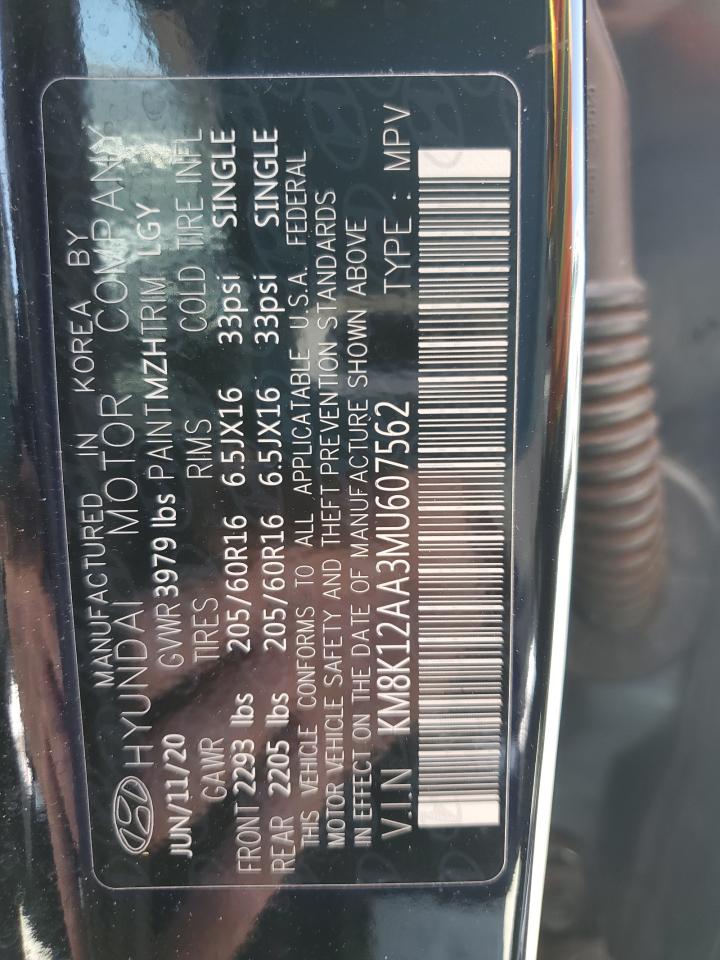 MANUFACTURED IN KOREA BY
HYUNDAI MOTOR COMPANY
JUN/11/20 GVWR 3979 lbs PAINT MZH TRIM LGY
GAWR TIRES RIMS COLD TIRE INFL
FRONT 2293 lbs 205/60R16 6.5JX16 33psi SINGLE
REAR 2205 lbs 205/60R16 6.5JX16 33psi SINGLE
THIS VEHICLE CONFORMS TO ALL APPLICATABLE U.S.A. FEDERAL
MOTOR VEHICLE SAFETY AND THEFT PREVENTION STANDARDS
IN EFFECT ON THE DATE OF MANUFACTURE SHOWN ABOVE
V.I.N KM8K12AA3MU607562 TYPE : MPV